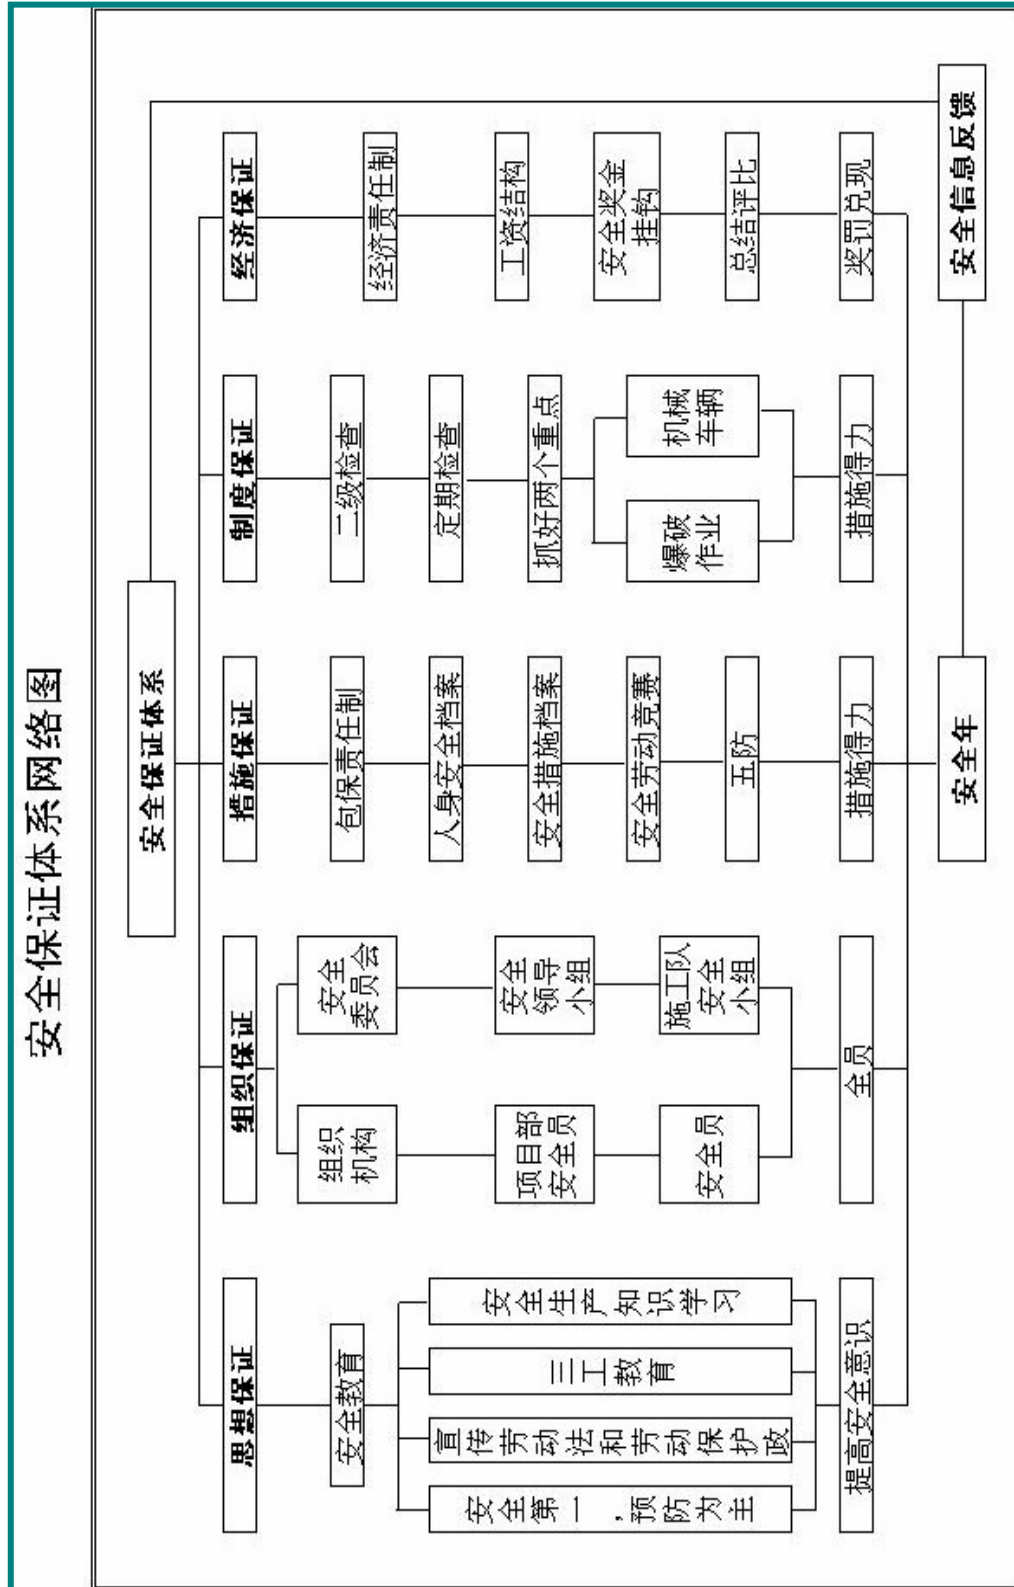 安全保证体系网络图
安全保证体系
思想保证
组织保证
措施保证
制度保证
经济保证
安全教育
安全第一，预防为主
宣传劳动法和劳动保护政
三工教育
安全生产知识学习
提高安全意识
组织
机构
安全
委员会
项目部
安全员
安全
领导
小组
安全员
施工队
安全
小组
全员
包保责任制
人身安全档案
安全措施档案
安全劳动竞赛
五防
措施得力
二级检查
定期检查
抓好两个重点
爆破
作业
机械
车辆
措施得力
经济责任制
工资结构
安全奖金
挂钩
总结评比
奖罚兑现
安全年
安全信息反馈